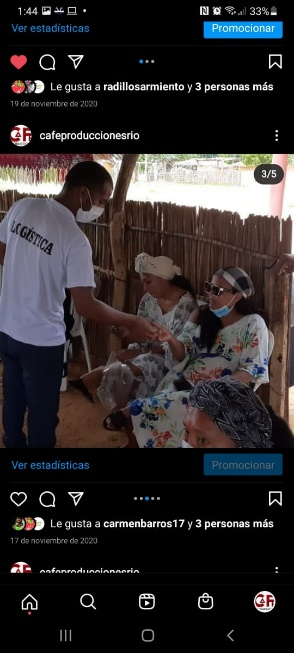 1:44 33%
Ver estadísticas Promocionar
Le gusta a radillosarmiento y 3 personas más
19 de noviembre de 2020
cafeproduccionesrio
3/5
LOGÍSTICA
Ver estadísticas Promocionar
Le gusta a carmenbarros17 y 3 personas más
17 de noviembre de 2020
cafeproduccionesrio